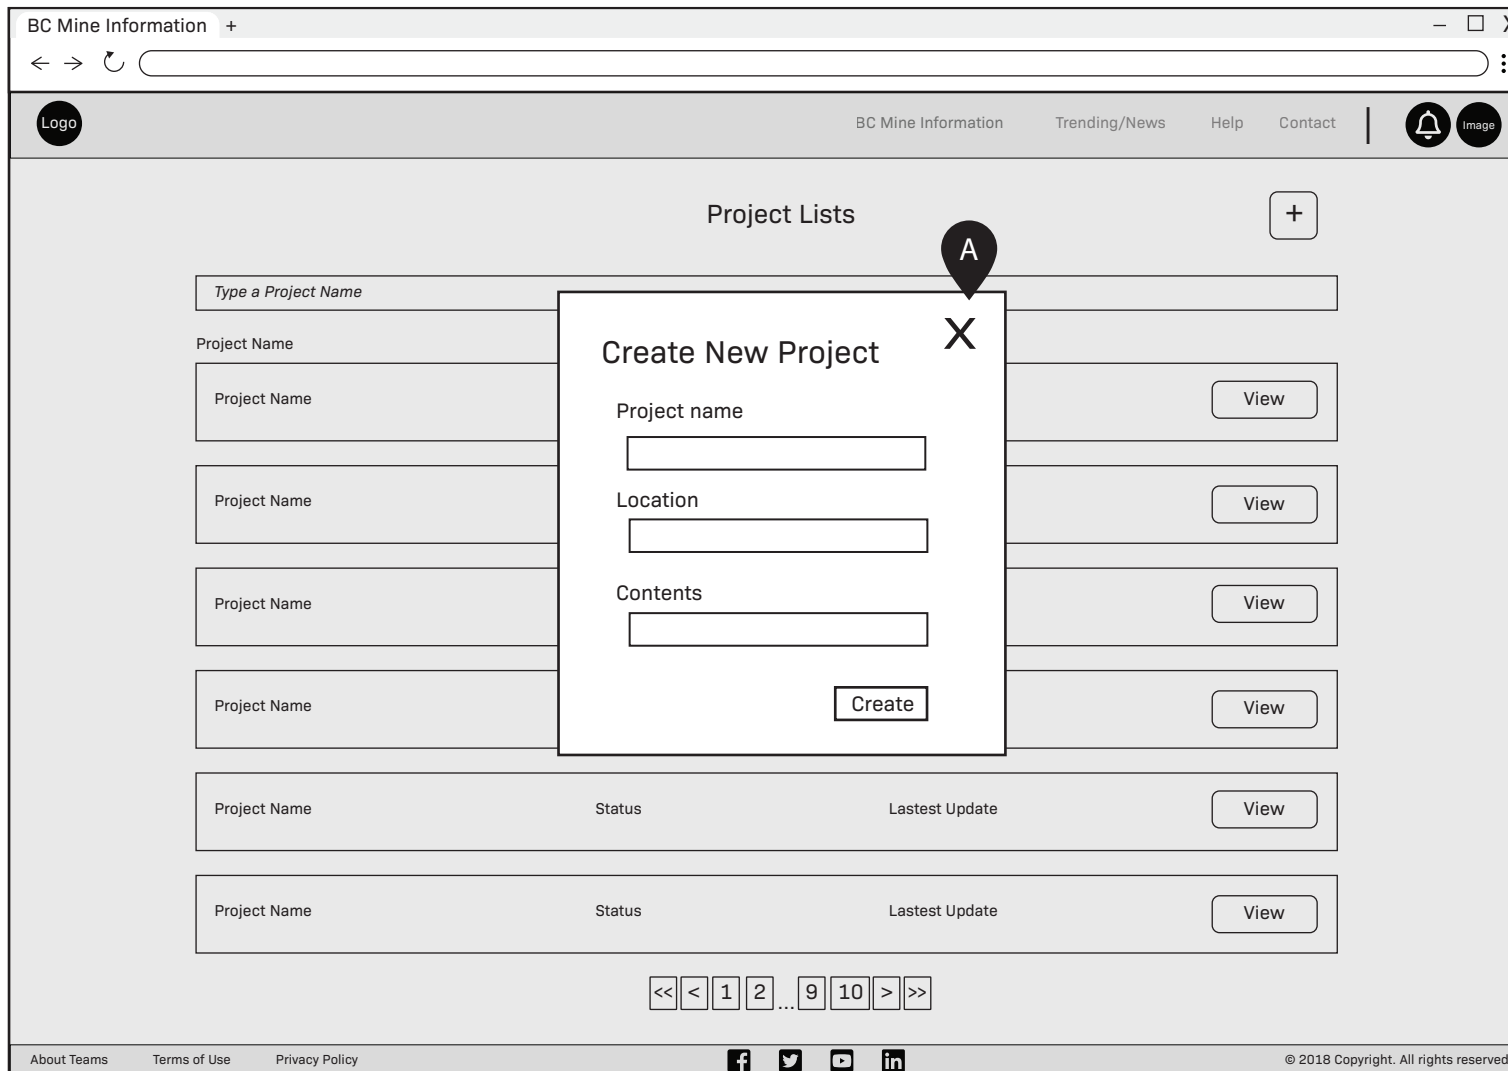 BC Mine Information +
X
Logo
BC Mine Information Trending/News Help Contact
Image
Project Lists
+
A
Type a Project Name
X
Create New Project
Project name
Location
Contents
Create
Project Name
Project Name View
Project Name View
Project Name View
Project Name View
Project Name Status Lastest Update View
Project Name Status Lastest Update View
<< < 1 2 ... 9 10 > >>
About Teams Terms of Use Privacy Policy
f in
© 2018 Copyright. All rights reserved